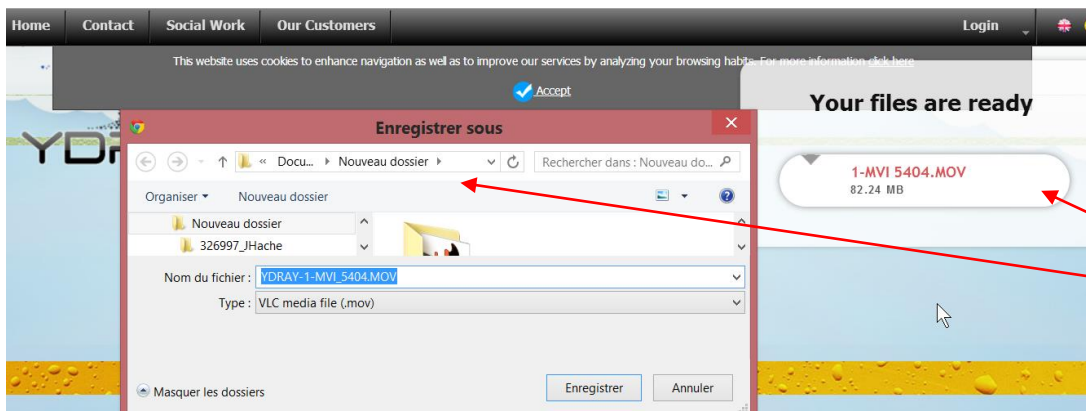 Home Contact Social Work Our Customers Login
This website uses cookies to enhance navigation as well as to improve our services by analyzing your browsing habits. For more information click here
Accept
Your files are ready
Enregistrer sous
« Docu... Nouveau dossier
Rechercher dans : Nouveau do...
1-MVI 5404.MOV
82.24 MB
Organiser Nouveau dossier
Nouveau dossier
326997_JHache
Nom du fichier : YDRAY-1-MVI_5404.MOV
Type : VLC media file (.mov)
Masquer les dossiers
Enregistrer Annuler